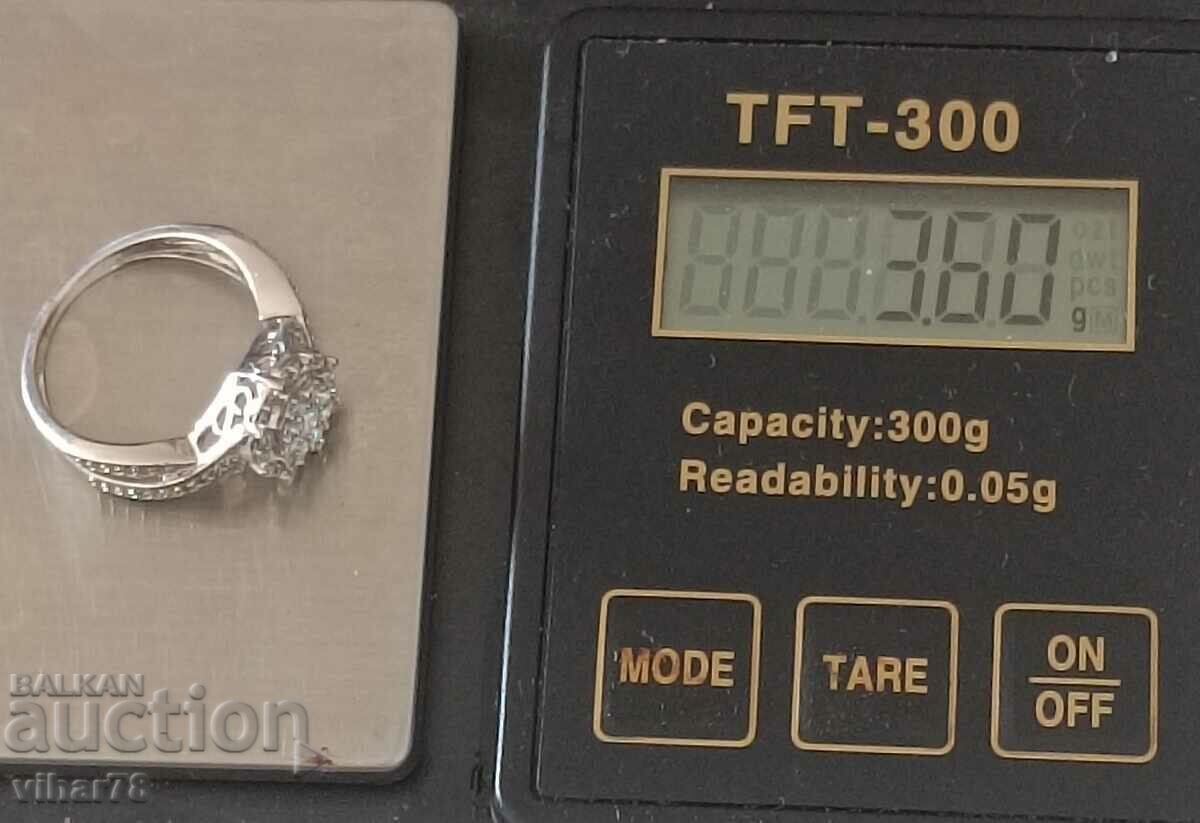 TFT-300
3.60
g
Capacity:300g
Readability:0.05g
MODE
TARE
ON
OFF
BALKAN
auction
vihar78